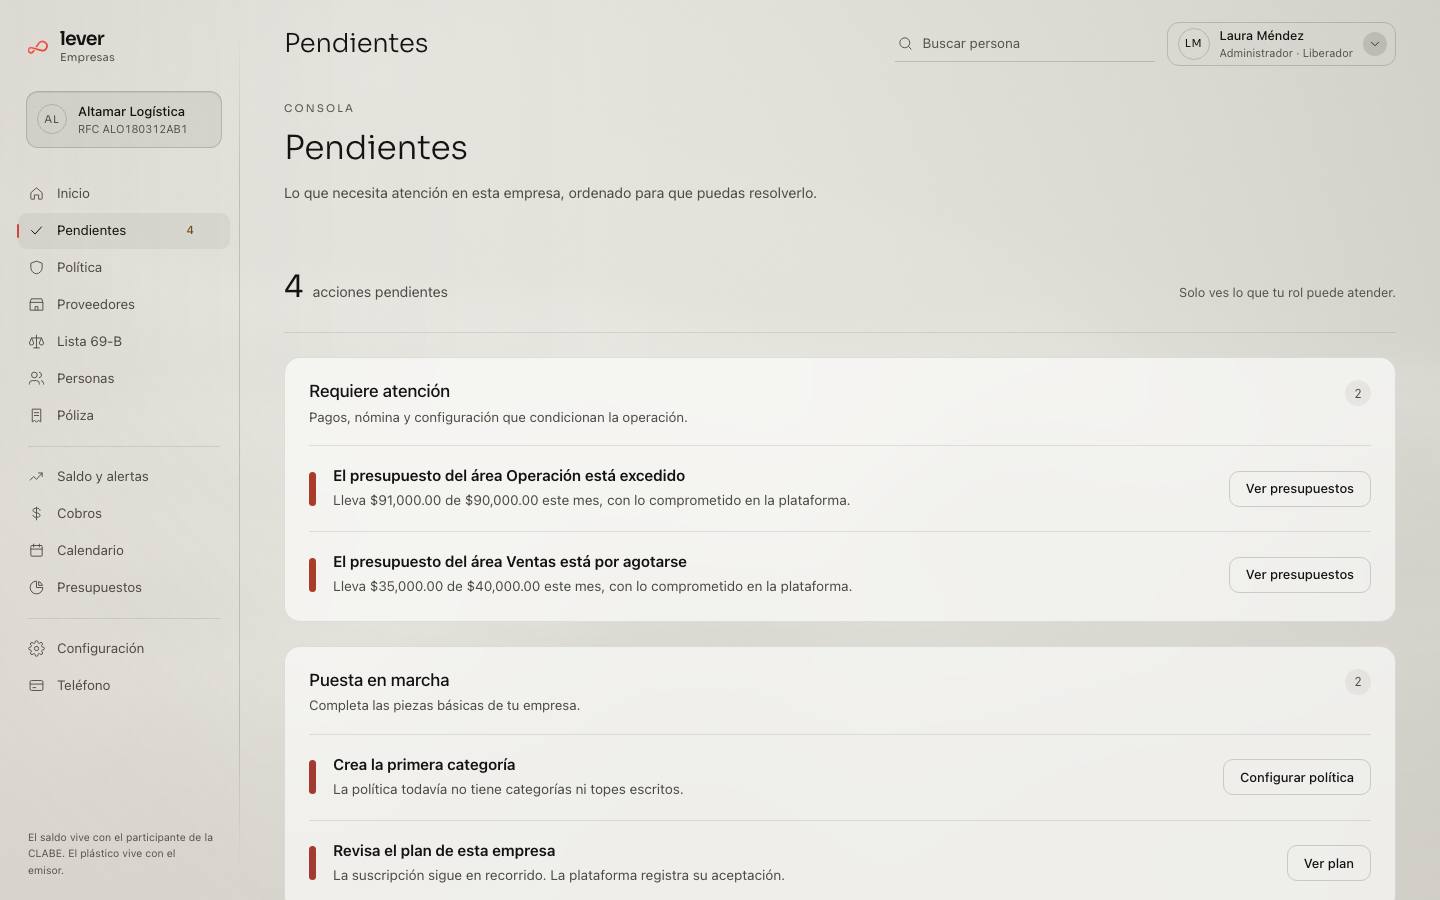 lever
Empresas
AL
Altamar Logística
RFC ALO180312AB1
Inicio
Pendientes 4
Política
Proveedores
Lista 69-B
Personas
Póliza
Saldo y alertas
Cobros
Calendario
Presupuestos
Configuración
Teléfono
El saldo vive con el participante de la
CLABE. El plástico vive con el
emisor.
Pendientes
Buscar persona
LM
Laura Méndez
Administrador · Liberador
CONSOLA
Pendientes
Lo que necesita atención en esta empresa, ordenado para que puedas resolverlo.
4 acciones pendientes
Solo ves lo que tu rol puede atender.
Requiere atención
2
Pagos, nómina y configuración que condicionan la operación.
El presupuesto del área Operación está excedido
Lleva $91,000.00 de $90,000.00 este mes, con lo comprometido en la plataforma.
Ver presupuestos
El presupuesto del área Ventas está por agotarse
Lleva $35,000.00 de $40,000.00 este mes, con lo comprometido en la plataforma.
Ver presupuestos
Puesta en marcha
2
Completa las piezas básicas de tu empresa.
Crea la primera categoría
La política todavía no tiene categorías ni topes escritos.
Configurar política
Revisa el plan de esta empresa
La suscripción sigue en recorrido. La plataforma registra su aceptación.
Ver plan